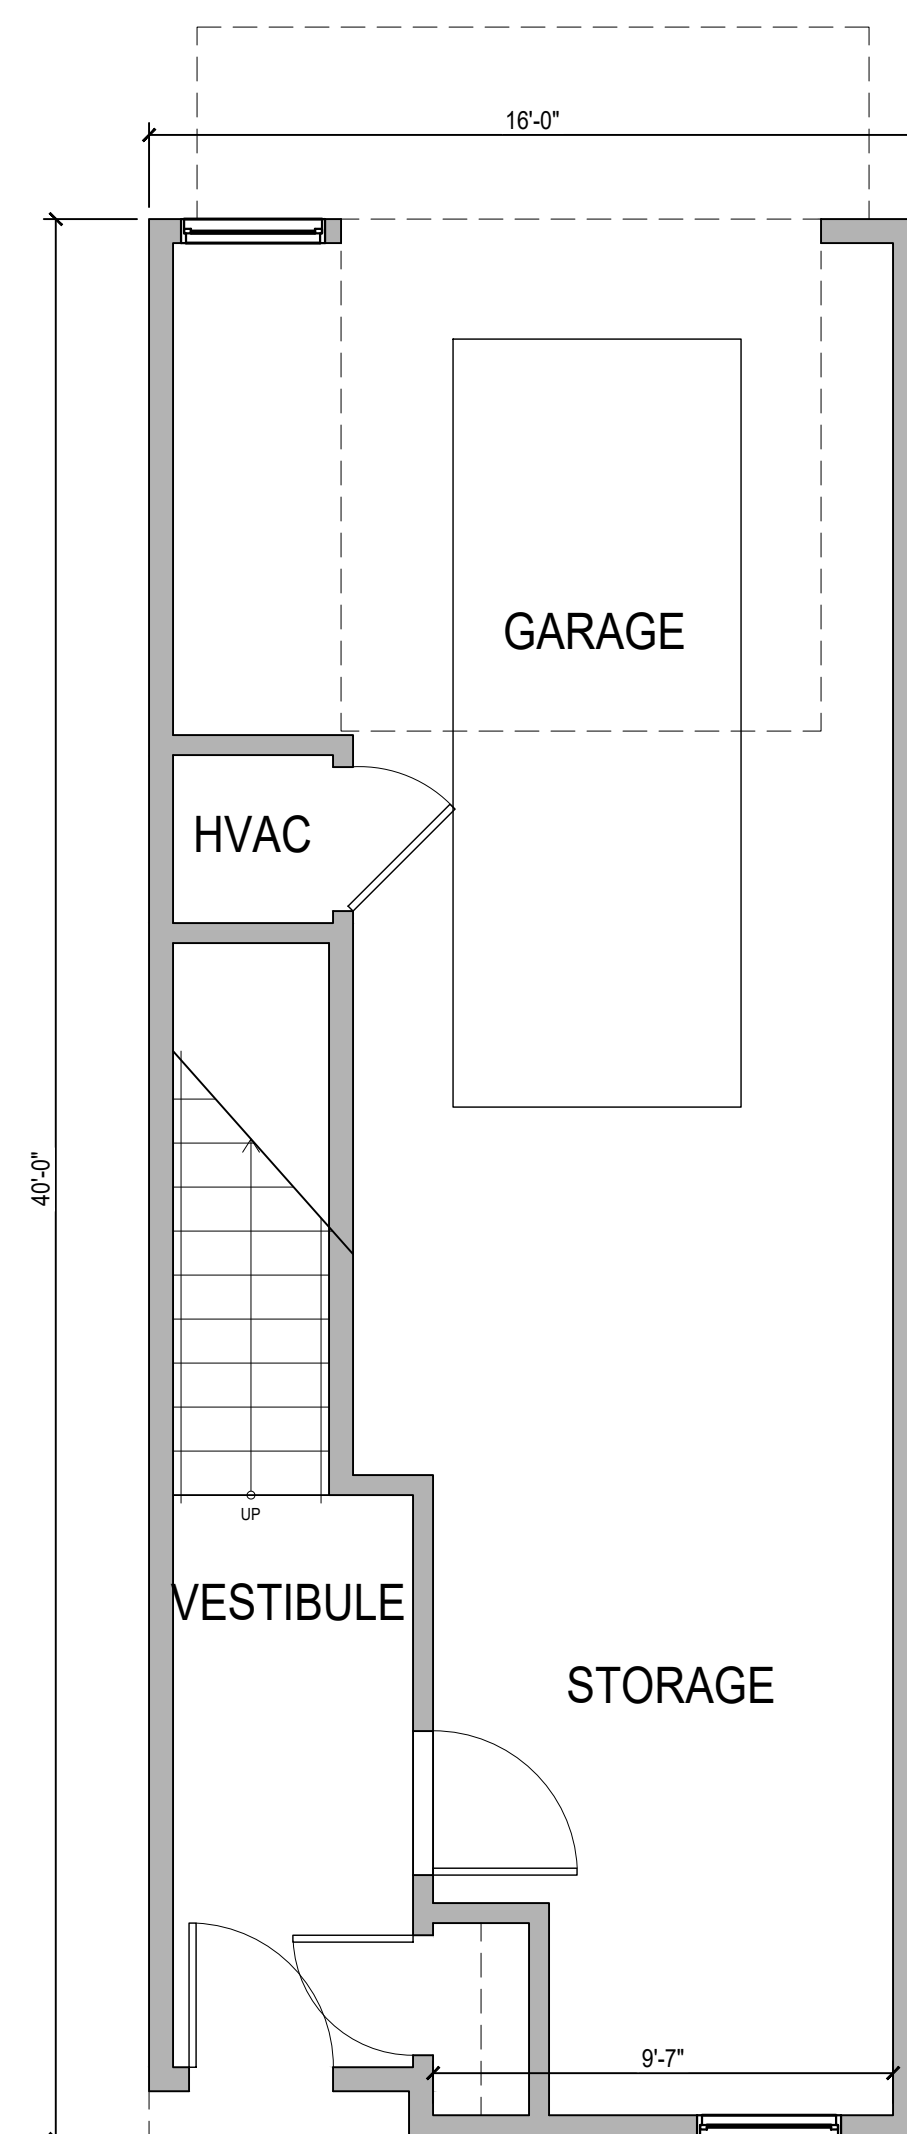 16'-0"
GARAGE
HVAC
40'-0"
UP
VESTIBULE
STORAGE
9'-7"